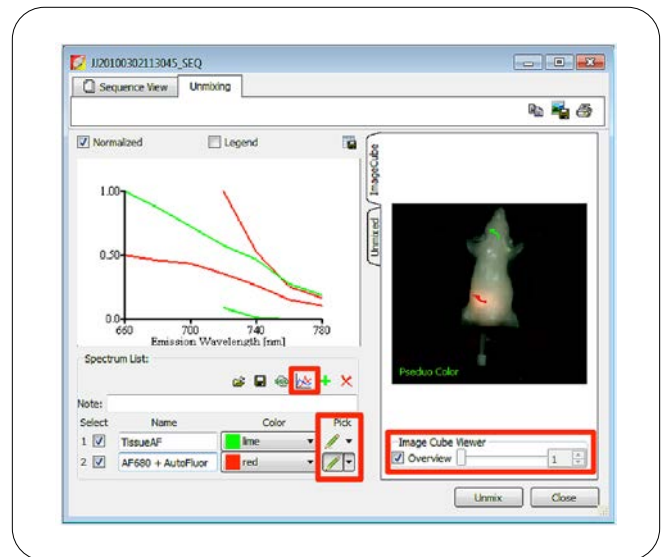 JJ20100302113045_SEQ
Sequence View Unmixing
Normalized Legend
ImageCube
Unmixed
1.00
0.50
0.0
660 700 740 780
Emission Wavelength [nm]
Pseduo Color
Spectrum List:
Note:
Select Name Color Pick
1 TissueAF lime
2 AF680 + AutoFluor red
Image Cube Viewer
Overview 1
Unmix Close